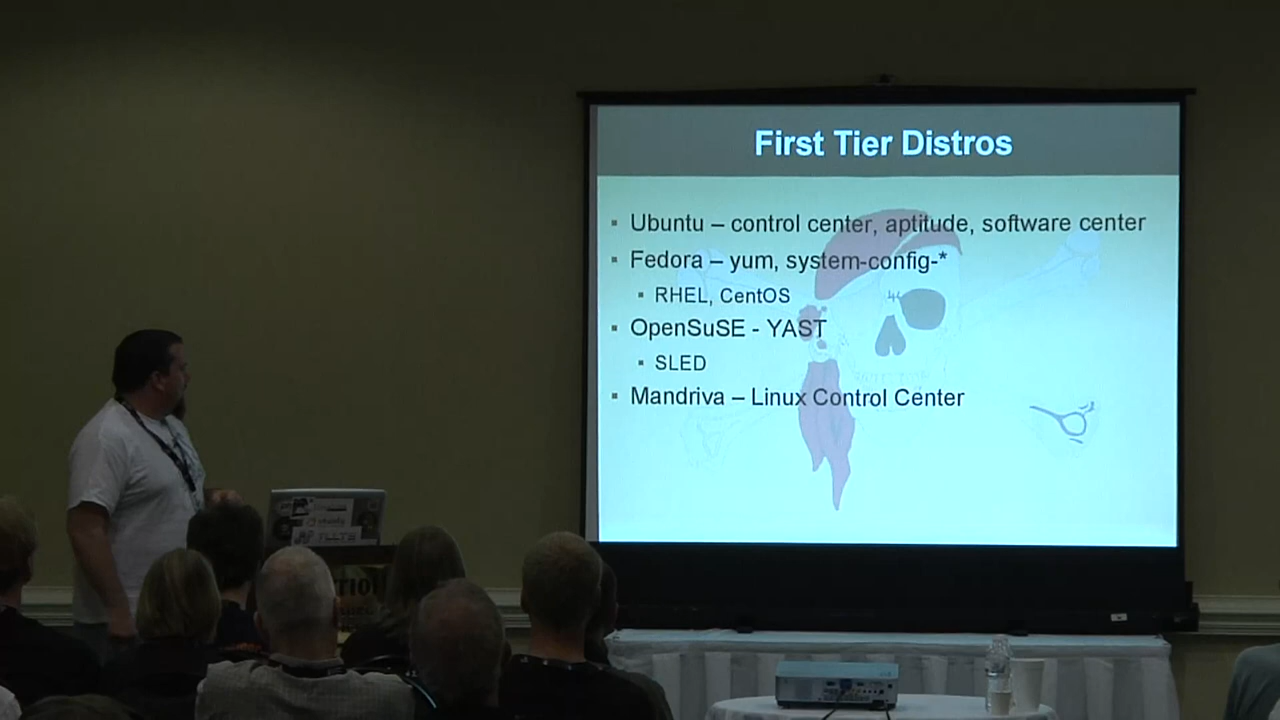 First Tier Distros
Ubuntu – control center, aptitude, software center
Fedora – yum, system-config-*
RHEL, CentOS
OpenSuSE - YAST
SLED
Mandriva – Linux Control Center